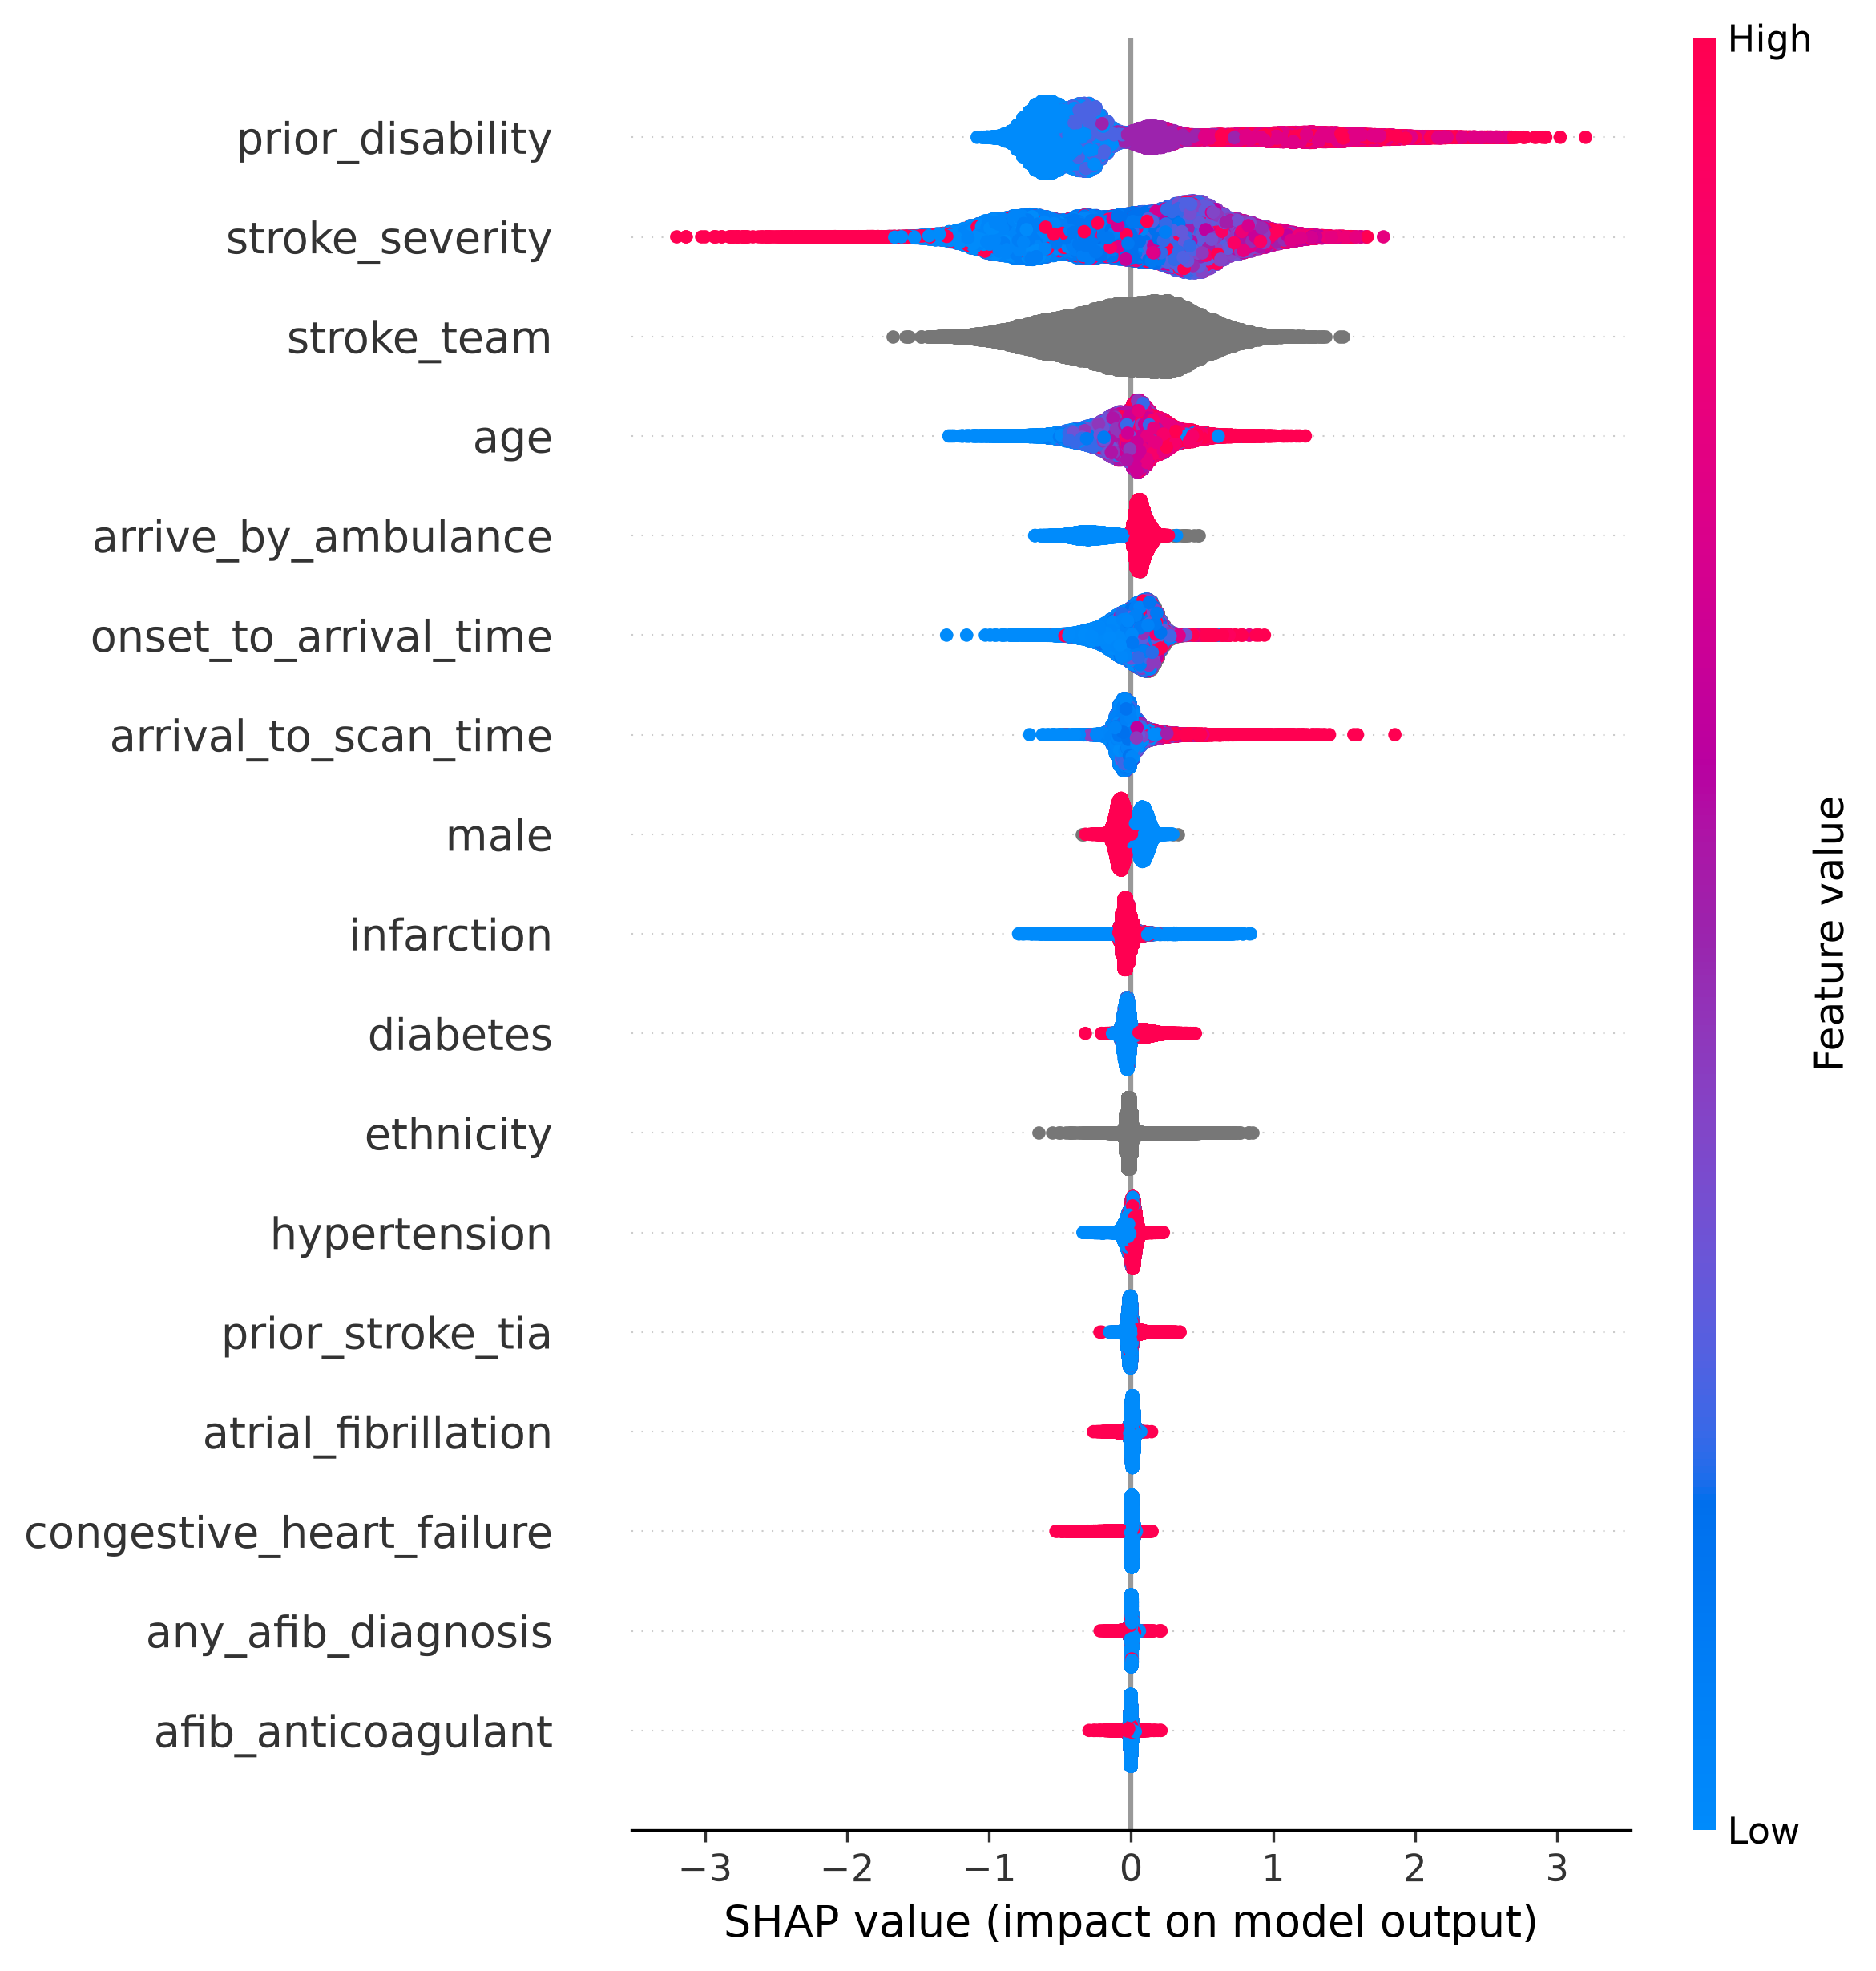 High
prior_disability
stroke_severity
stroke_team
age
arrive_by_ambulance
onset_to_arrival_time
arrival_to_scan_time
male
infarction
diabetes
ethnicity
hypertension
prior_stroke_tia
atrial_fibrillation
congestive_heart_failure
any_afib_diagnosis
afib_anticoagulant
Feature value
Low
−3 −2 −1 0 1 2 3
SHAP value (impact on model output)